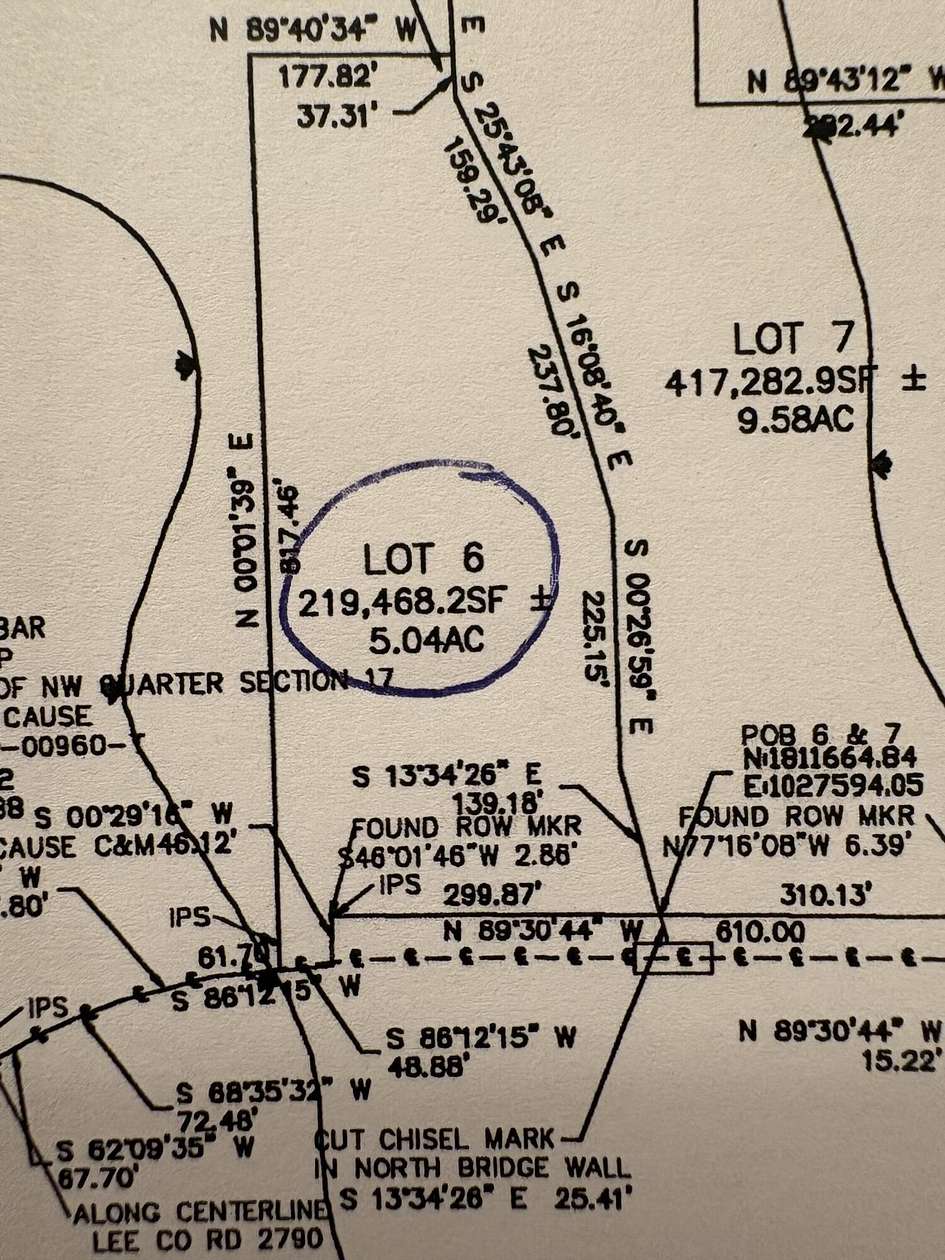 N 89°40'34" W
177.82'
37.31'
E
S 25°43'08" E
159.29'
N 89°43'12" W
282.44'
S 16°08'40" E
237.80'
LOT 7
417,282.9SF ±
9.58AC
N 00°01'39" E
817.46'
LOT 6
219,468.2SF ±
5.04AC
S 00°26'59" E
225.15'
BAR
P
OF NW QUARTER SECTION 17
CAUSE
-00960-T
2
88
S 00°29'16" W
CAUSE C&M 46.12'
W
.80'
S 13°34'26" E
139.18'
FOUND ROW MKR
S46°01'46"W 2.86'
IPS
299.87'
POB 6 & 7
N:1811664.84
E:1027594.05
FOUND ROW MKR
N77°16'08"W 6.39'
310.13'
IPS
N 89°30'44" W
610.00
61.70
S 86°12'15" W
IPS
S 86°12'15" W
48.88'
N 89°30'44" W
15.22'
S 68°35'32" W
72.48'
S 62°09'35" W
67.70'
CUT CHISEL MARK
IN NORTH BRIDGE WALL
S 13°34'26" E 25.41'
ALONG CENTERLINE
LEE CO RD 2790